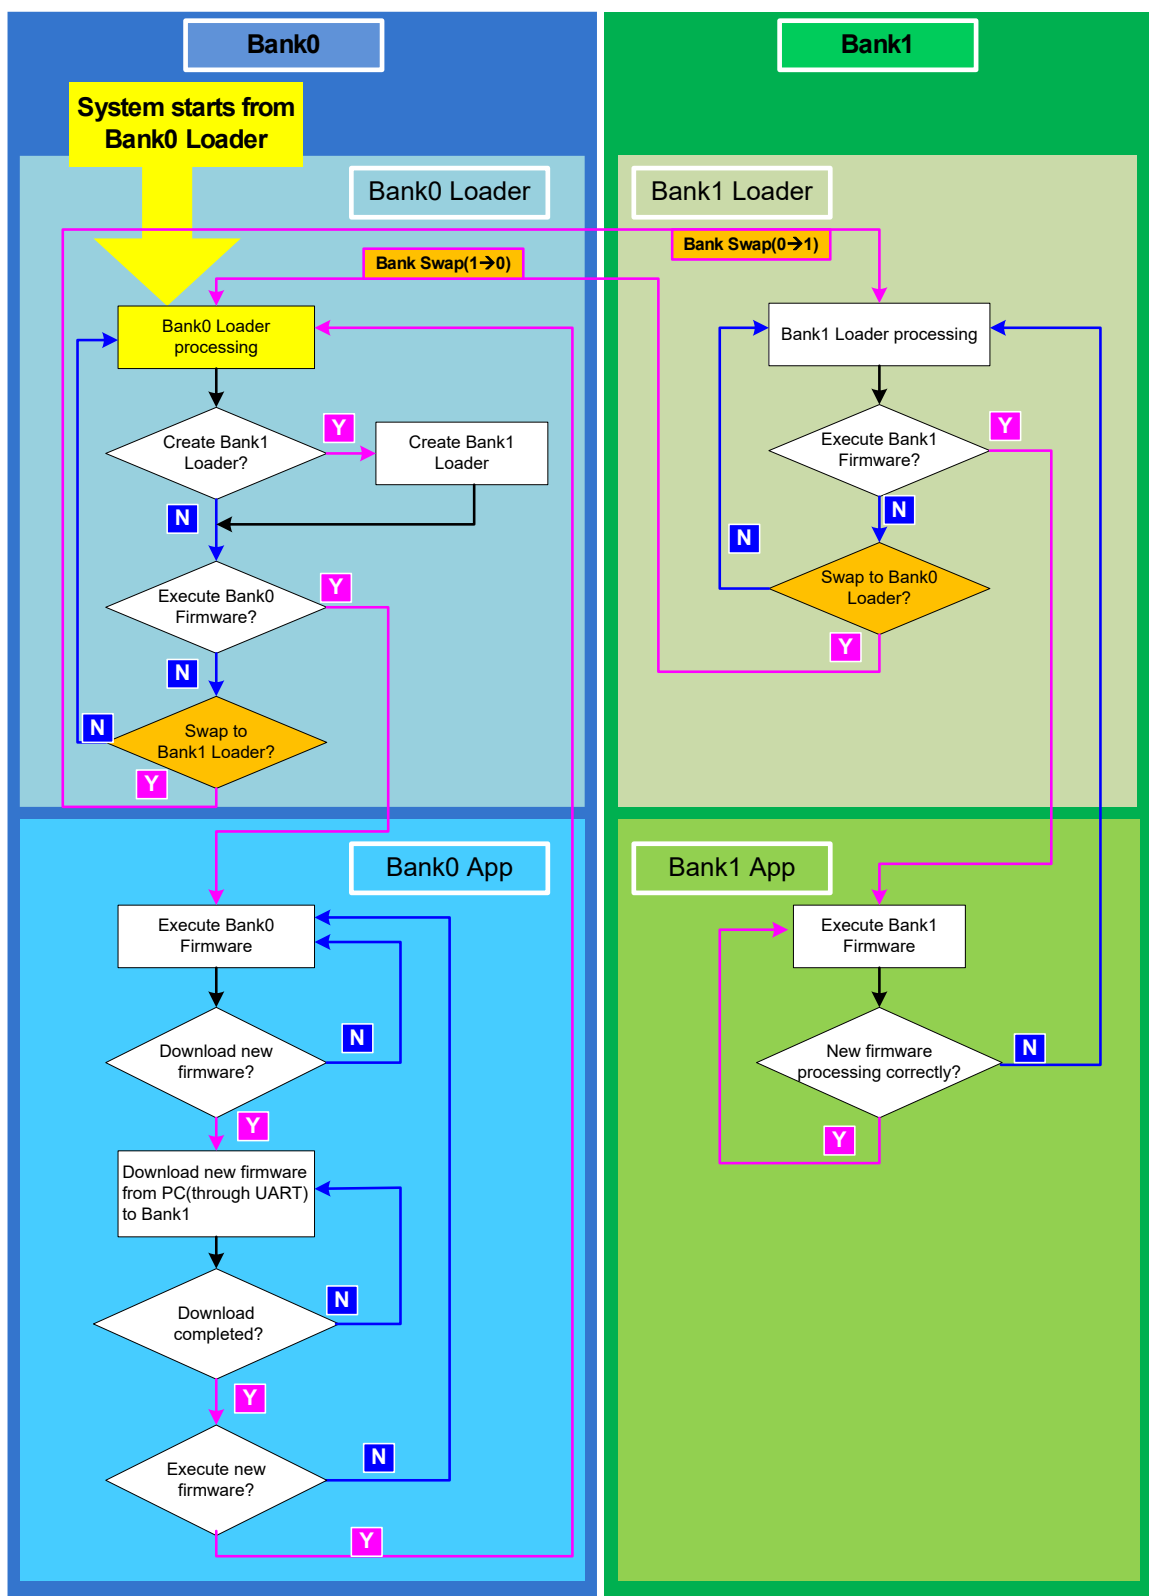 Bank0
Bank1
System starts from
Bank0 Loader
Bank0 Loader
Bank1 Loader
Bank Swap(0→1)
Bank Swap(1→0)
Bank0 Loader
processing
Bank1 Loader processing
Create Bank1
Loader?
Y
Create Bank1
Loader
N
Execute Bank1
Firmware?
Y
N
N
Execute Bank0
Firmware?
Y
Swap to Bank0
Loader?
Y
N
N
Swap to
Bank1 Loader?
Y
Bank0 App
Bank1 App
Execute Bank0
Firmware
Execute Bank1
Firmware
Download new
firmware?
N
New firmware
processing correctly?
N
Y
Y
Download new firmware
from PC(through UART)
to Bank1
Download
completed?
N
Y
Execute new
firmware?
N
Y